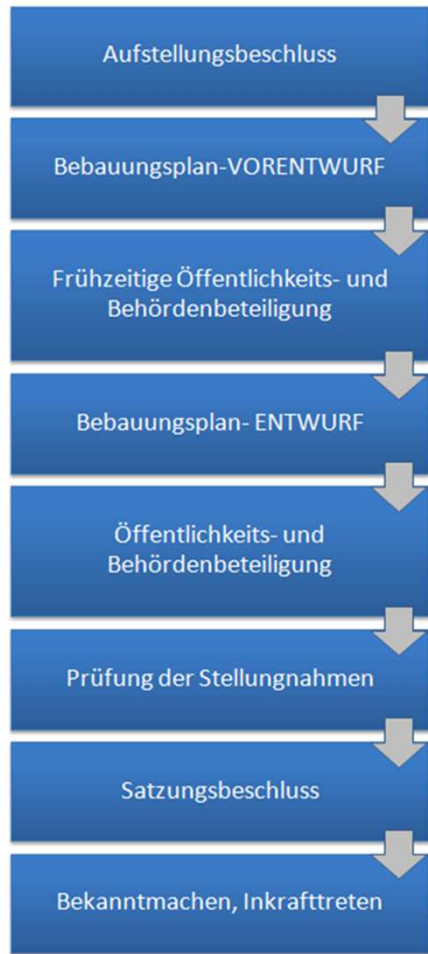 Aufstellungsbeschluss
Bebauungsplan-VORENTWURF
Frühzeitige Öffentlichkeits- und
Behördenbeteiligung
Bebauungsplan- ENTWURF
Öffentlichkeits- und
Behördenbeteiligung
Prüfung der Stellungnahmen
Satzungsbeschluss
Bekanntmachen, Inkrafttreten